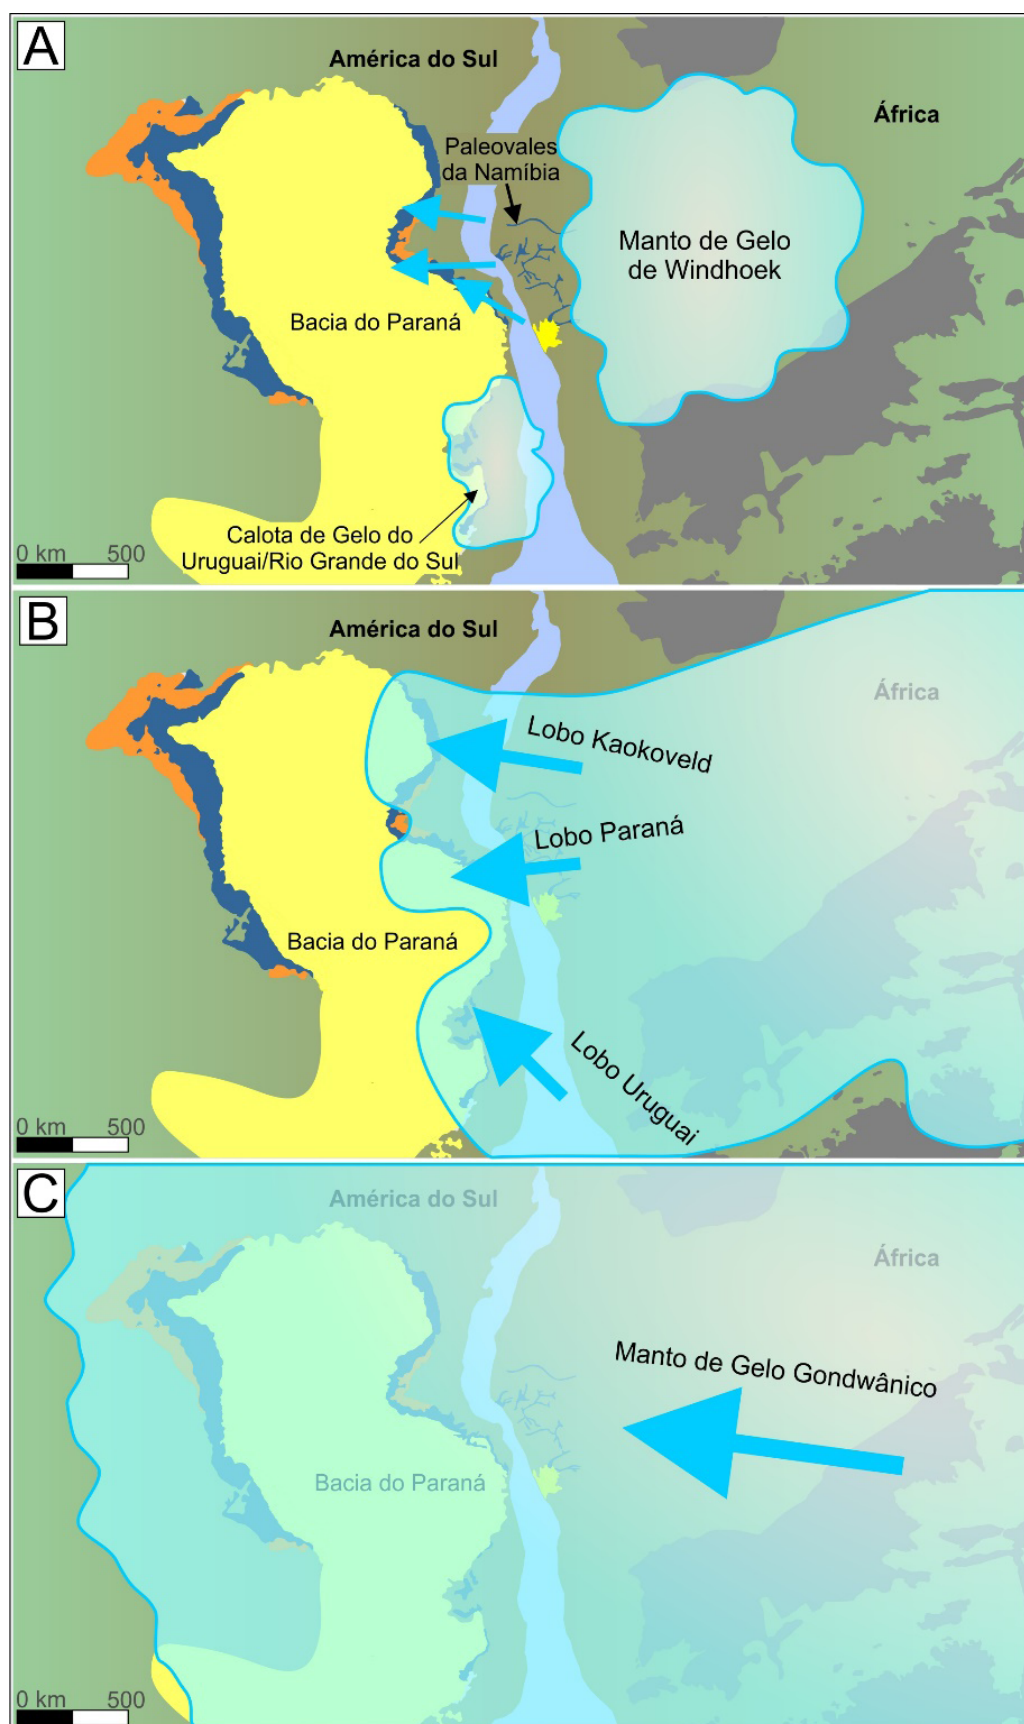 A
América do Sul
África
Paleovales
da Namíbia
Manto de Gelo
de Windhoek
Bacia do Paraná
Calota de Gelo do
Uruguai/Rio Grande do Sul
0 km 500
B
América do Sul
África
Lobo Kaokoveld
Lobo Paraná
Bacia do Paraná
Lobo Uruguai
0 km 500
C
América do Sul
África
Manto de Gelo Gondwânico
Bacia do Paraná
0 km 500